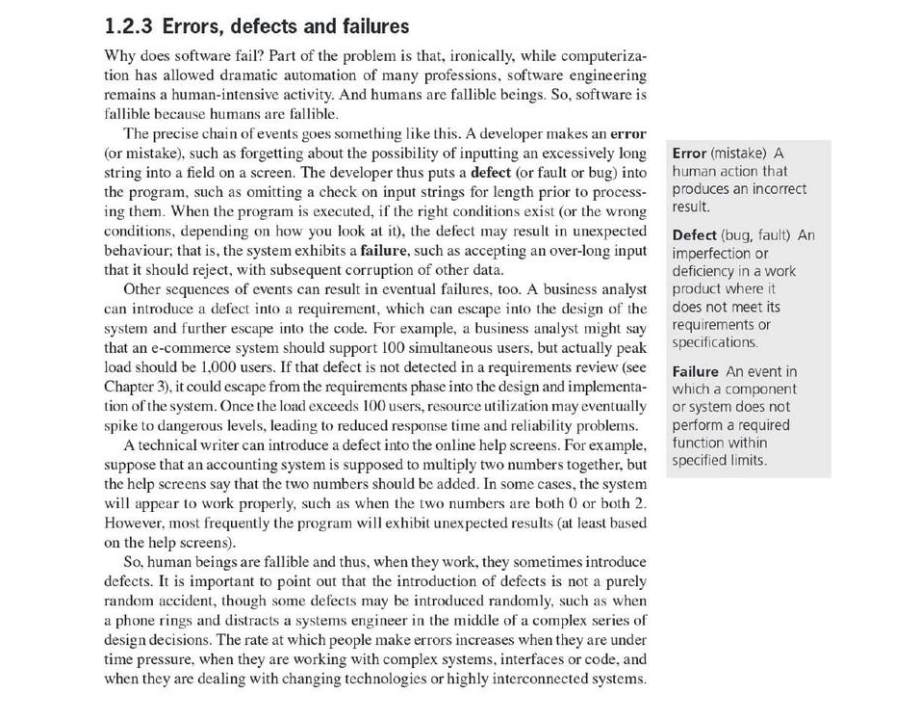 1.2.3 Errors, defects and failures
Why does software fail? Part of the problem is that, ironically, while computeriza-
tion has allowed dramatic automation of many professions, software engineering
remains a human-intensive activity. And humans are fallible beings. So, software is
fallible because humans are fallible.
The precise chain of events goes something like this. A developer makes an error
(or mistake), such as forgetting about the possibility of inputting an excessively long
string into a field on a screen. The developer thus puts a defect (or fault or bug) into
the program, such as omitting a check on input strings for length prior to process-
ing them. When the program is executed, if the right conditions exist (or the wrong
conditions, depending on how you look at it), the defect may result in unexpected
behaviour; that is, the system exhibits a failure, such as accepting an over-long input
that it should reject, with subsequent corruption of other data.
Other sequences of events can result in eventual failures, too. A business analyst
can introduce a defect into a requirement, which can escape into the design of the
system and further escape into the code. For example, a business analyst might say
that an e-commerce system should support 100 simultaneous users, but actually peak
load should be 1,000 users. If that defect is not detected in a requirements review (see
Chapter 3), it could escape from the requirements phase into the design and implementa-
tion of the system. Once the load exceeds 100 users, resource utilization may eventually
spike to dangerous levels, leading to reduced response time and reliability problems.
A technical writer can introduce a defect into the online help screens. For example,
suppose that an accounting system is supposed to multiply two numbers together, but
the help screens say that the two numbers should be added. In some cases, the system
will appear to work properly, such as when the two numbers are both 0 or both 2.
However, most frequently the program will exhibit unexpected results (at least based
on the help screens).
So, human beings are fallible and thus, when they work, they sometimes introduce
defects. It is important to point out that the introduction of defects is not a purely
random accident, though some defects may be introduced randomly, such as when
a phone rings and distracts a systems engineer in the middle of a complex series of
design decisions. The rate at which people make errors increases when they are under
time pressure, when they are working with complex systems, interfaces or code, and
when they are dealing with changing technologies or highly interconnected systems.
Error (mistake) A
human action that
produces an incorrect
result.
Defect (bug, fault) An
imperfection or
deficiency in a work
product where it
does not meet its
requirements or
specifications.
Failure An event in
which a component
or system does not
perform a required
function within
specified limits.